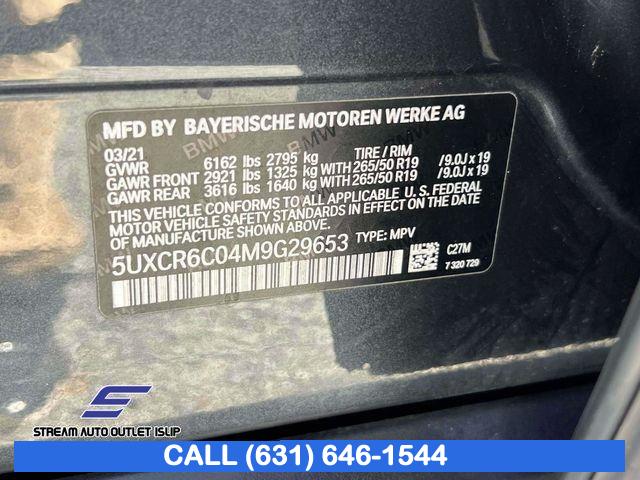 MFD BY BAYERISCHE MOTOREN WERKE AG
03/21 TIRE / RIM
GVWR 6162 lbs 2795 kg
GAWR FRONT 2921 lbs 1325 kg WITH 265/50 R19 /9.0J x 19
GAWR REAR 3616 lbs 1640 kg WITH 265/50 R19 /9.0J x 19
THIS VEHICLE CONFORMS TO ALL APPLICABLE U. S. FEDERAL
MOTOR VEHICLE SAFETY STANDARDS IN EFFECT ON THE
DATE OF MANUFACTURE SHOWN ABOVE.
5UXCR6C04M9G29653 TYPE: MPV
C27M
7 320 729
STREAM AUTO OUTLET ISLIP
CALL (631) 646-1544